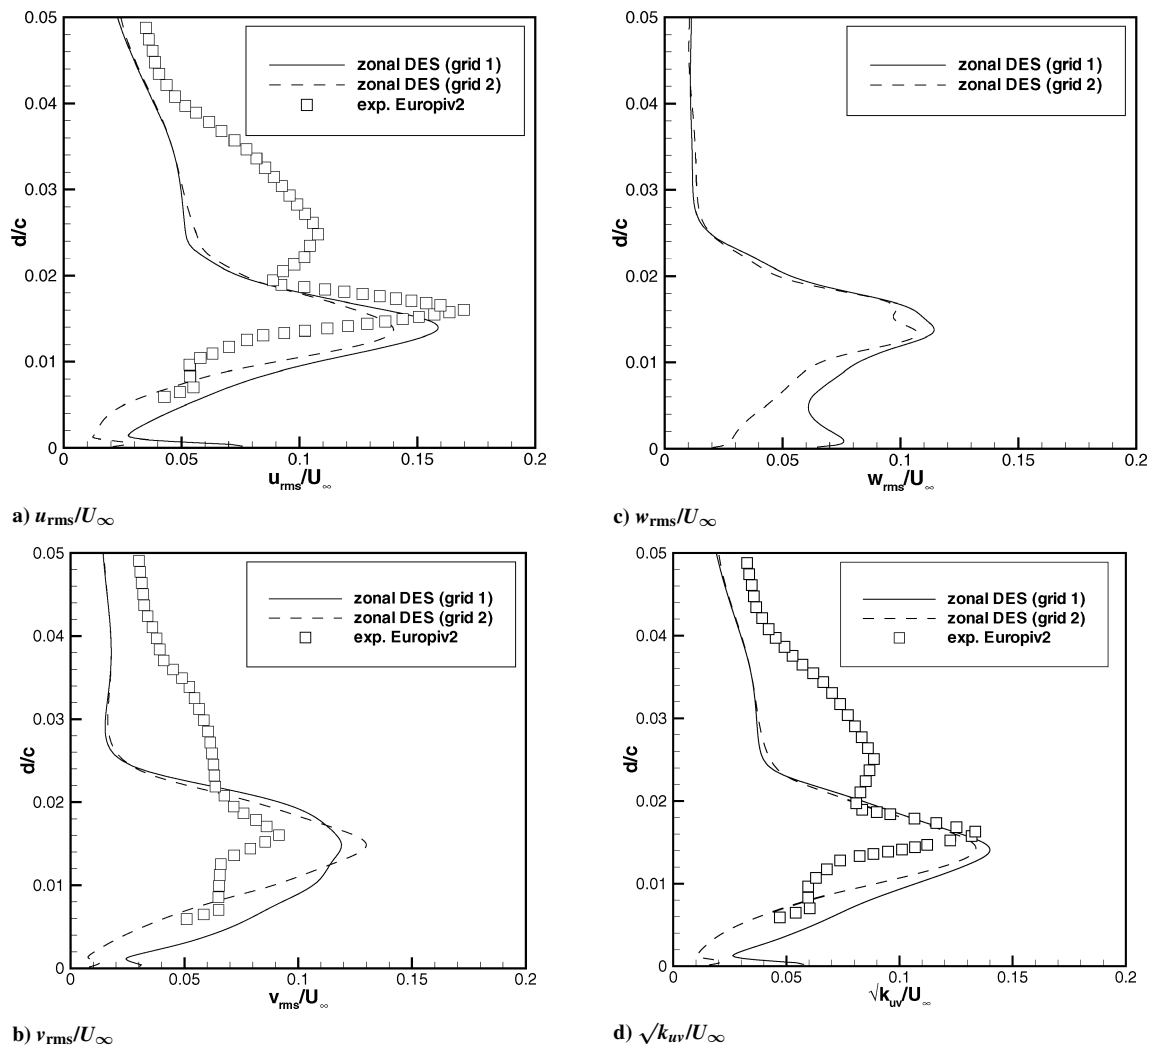 0.05
0.04
0.03
0.02
0.01
0
d/c
zonal DES (grid 1)
zonal DES (grid 2)
exp. Europiv2
0 0.05 0.1 0.15 0.2
u_rms/U_∞
a) u_rms/U_∞
0.05
0.04
0.03
0.02
0.01
0
d/c
zonal DES (grid 1)
zonal DES (grid 2)
0 0.05 0.1 0.15 0.2
w_rms/U_∞
c) w_rms/U_∞
0.05
0.04
0.03
0.02
0.01
0
d/c
zonal DES (grid 1)
zonal DES (grid 2)
exp. Europiv2
0 0.05 0.1 0.15 0.2
v_rms/U_∞
b) v_rms/U_∞
0.05
0.04
0.03
0.02
0.01
0
d/c
zonal DES (grid 1)
zonal DES (grid 2)
exp. Europiv2
0 0.05 0.1 0.15 0.2
√k_uv/U_∞
d) √k_uv/U_∞